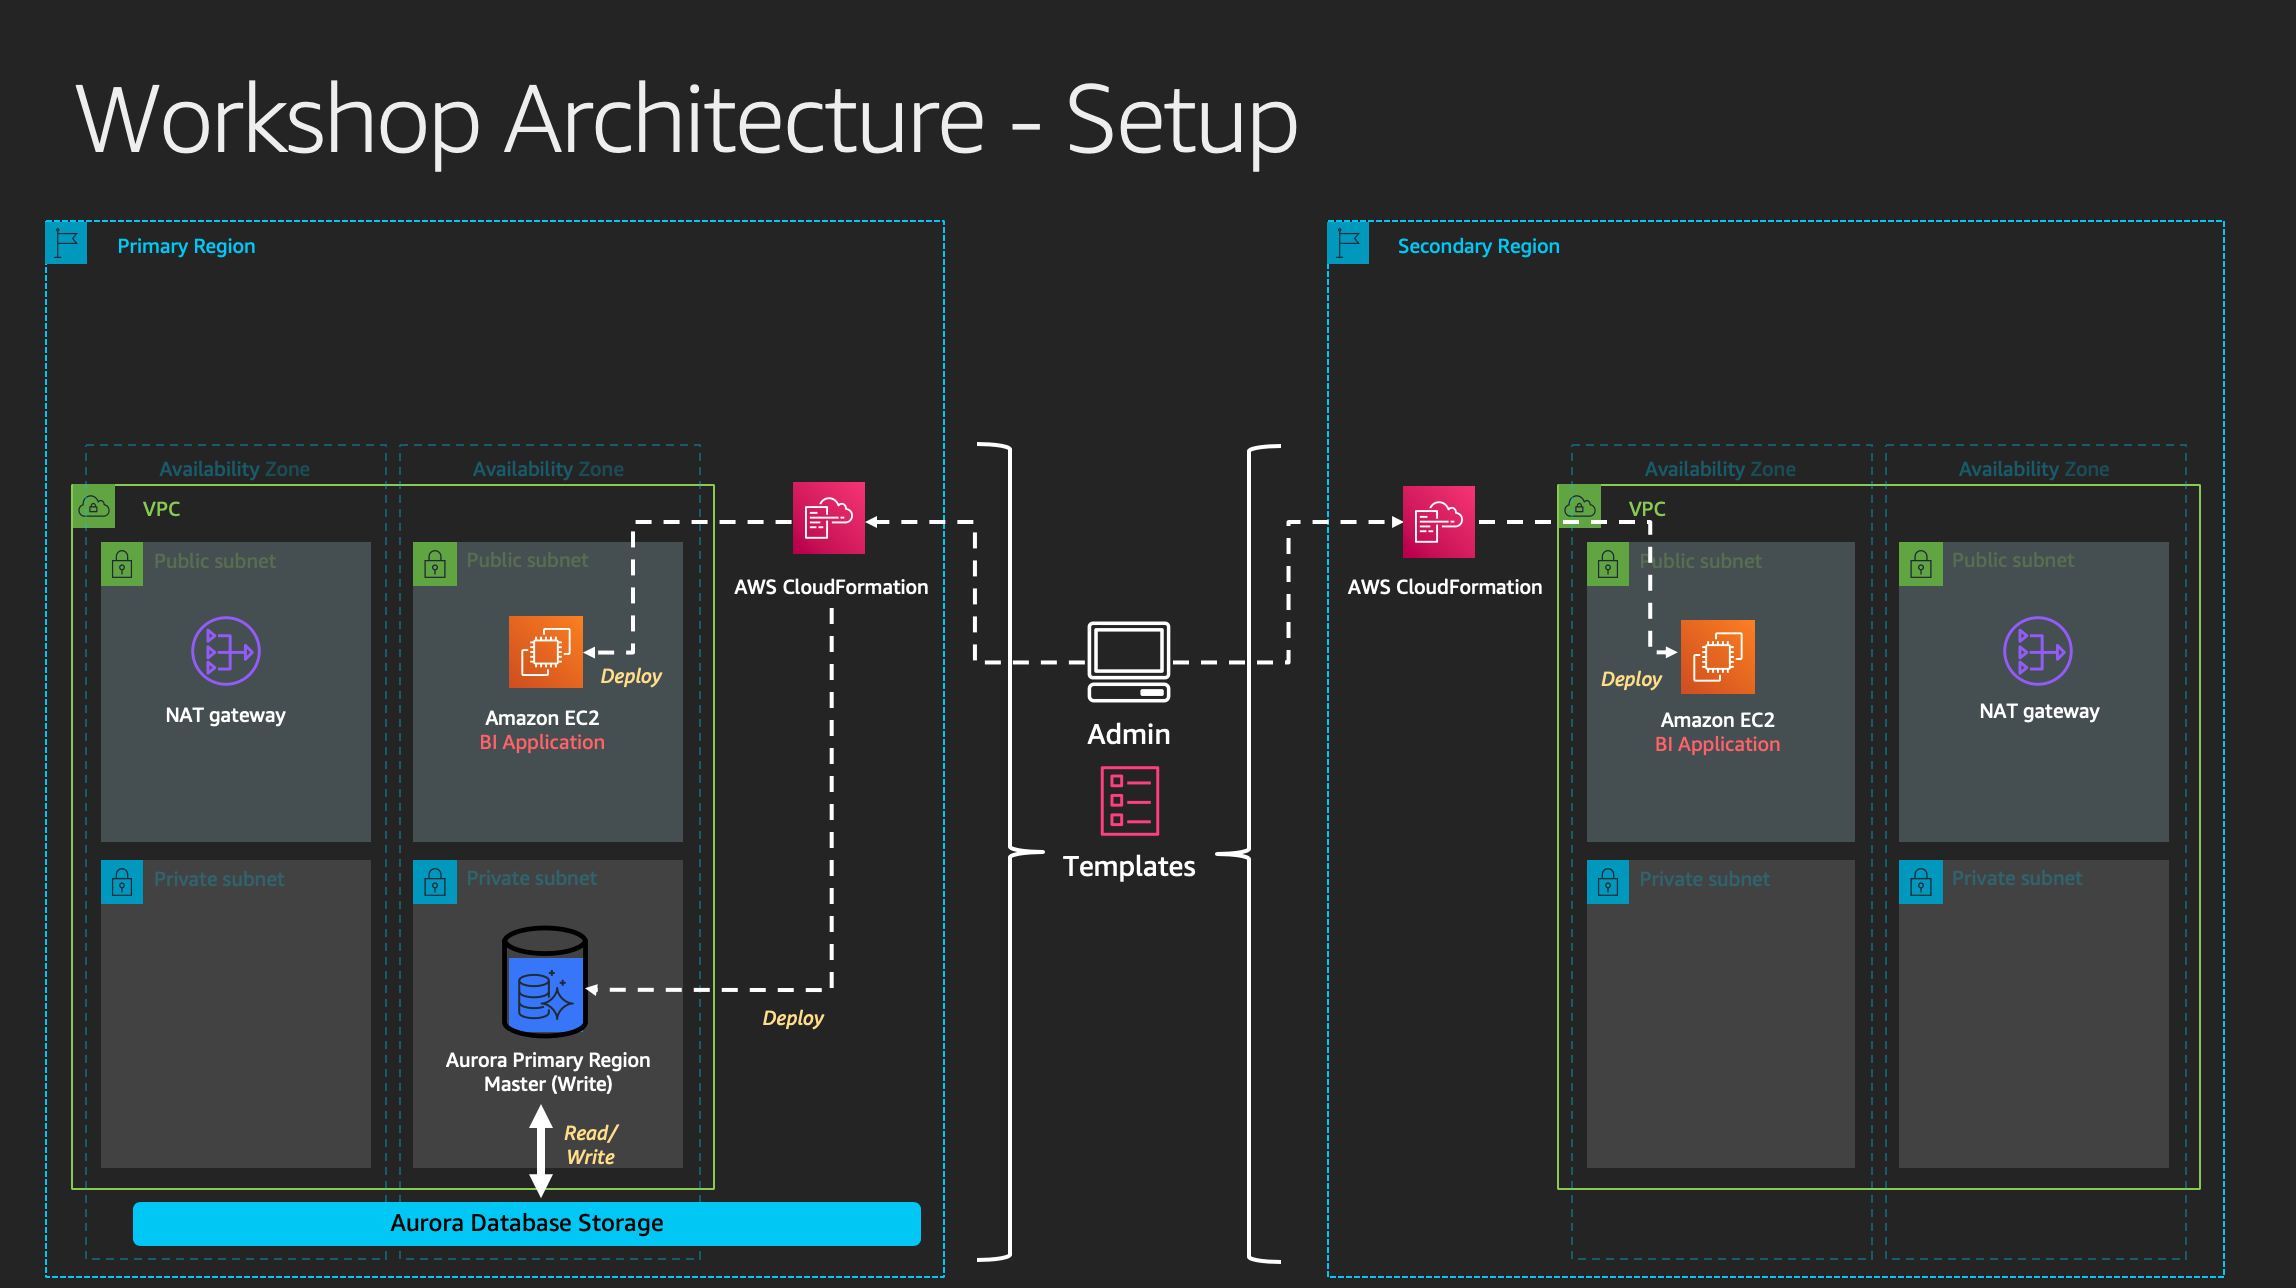 Workshop Architecture - Setup
Primary Region
Availability Zone
Availability Zone
VPC
Public subnet
Public subnet
NAT gateway
Amazon EC2
BI Application
Deploy
AWS CloudFormation
Private subnet
Private subnet
Aurora Primary Region
Master (Write)
Deploy
Read/
Write
Aurora Database Storage
Admin
Templates
Secondary Region
AWS CloudFormation
Availability Zone
Availability Zone
VPC
Public subnet
Public subnet
Deploy
Amazon EC2
BI Application
NAT gateway
Private subnet
Private subnet